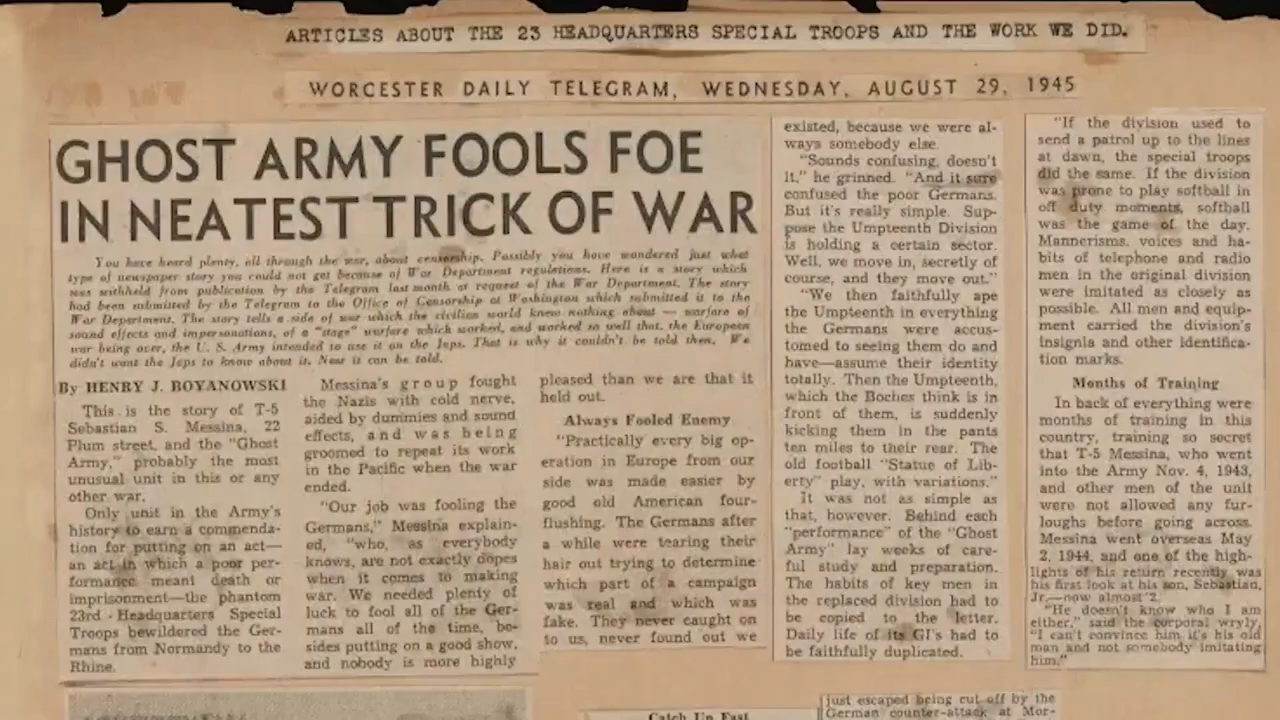 ARTICLES ABOUT THE 23 HEADQUARTERS SPECIAL TROOPS AND THE WORK WE DID.
WORCESTER DAILY TELEGRAM, WEDNESDAY, AUGUST 29, 1945
GHOST ARMY FOOLS FOE
IN NEATEST TRICK OF WAR
You have heard plenty, all through the war, about censorship. Possibly you have wondered just what
type of newspaper story you could not get because of War Department regulations. Here is a story which
was withheld from publication by the Telegram last month at request of the War Department. The story
had been submitted by the Telegram to the Office of Censorship at Washington which submitted it to the
War Department. The story tells a side of war which the civilian world knew nothing about — warfare of
sound effects and impersonations, of a "stage" warfare which worked, and worked so well that, the European
war being over, the U. S. Army intended to use it on the Japs. That is why it couldn't be told then. We
didn't want the Japs to know about it. Now it can be told.
By HENRY J. BOYANOWSKI
This is the story of T-5
Sebastian S. Messina, 22
Plum street, and the "Ghost
Army," probably the most
unusual unit in this or any
other war.
Only unit in the Army's
history to earn a commenda-
tion for putting on an act—
an act in which a poor per-
formance meant death or
imprisonment—the phantom
23rd Headquarters Special
Troops bewildered the Ger-
mans from Normandy to the
Rhine.
Messina's group fought
the Nazis with cold nerve,
aided by dummies and sound
effects, and was being
groomed to repeat its work
in the Pacific when the war
ended.
"Our job was fooling the
Germans," Messina explain-
ed, "who, as everybody
knows, are not exactly dopes
when it comes to making
war. We needed plenty of
luck to fool all of the Ger-
mans all of the time, be-
sides putting on a good show,
and nobody is more highly
pleased than we are that it
held out.
Always Fooled Enemy
"Practically every big op-
eration in Europe from our
side was made easier by
good old American four-
flushing. The Germans after
a while were tearing their
hair out trying to determine
which part of a campaign
was real and which was
fake. They never caught on
to us, never found out we
existed, because we were al-
ways somebody else.
"Sounds confusing, doesn't
it," he grinned. "And it sure
confused the poor Germans.
But it's really simple. Sup-
pose the Umpteenth Division
is holding a certain sector.
Well, we move in, secretly of
course, and they move out."
"We then faithfully ape
the Umpteenth in everything
the Germans were accus-
tomed to seeing them do and
have—assume their identity
totally. Then the Umpteenth,
which the Boches think is in
front of them, is suddenly
kicking them in the pants
ten miles to their rear. The
old football "Statue of Lib-
erty" play, with variations."
It was not as simple as
that, however. Behind each
"performance" of the "Ghost
Army" lay weeks of care-
ful study and preparation.
The habits of key men in
the replaced division had to
be copied to the letter.
Daily life of its GI's had to
be faithfully duplicated.
"If the division used to
send a patrol up to the lines
at dawn, the special troops
did the same. If the division
was prone to play softball in
off duty moments, softball
was the game of the day.
Mannerisms, voices and ha-
bits of telephone and radio
men in the original division
were imitated as closely as
possible. All men and equip-
ment carried the division's
insignia and other identifica-
tion marks.
Months of Training
In back of everything were
months of training in this
country, training so secret
that T-5 Messina, who went
into the Army Nov. 4, 1943,
and other men of the unit
were not allowed any fur-
loughs before going across.
Messina went overseas May
2, 1944, and one of the high-
lights of his return recently was
his first look at his son, Sebastian,
Jr.—now almost 2.
"He doesn't know who I am
either," said the corporal wryly,
"I can't convince him it's his old
man and not somebody imitating
him."
Catch Up Fast
just escaped being cut off by the
German counter-attack at Mor-